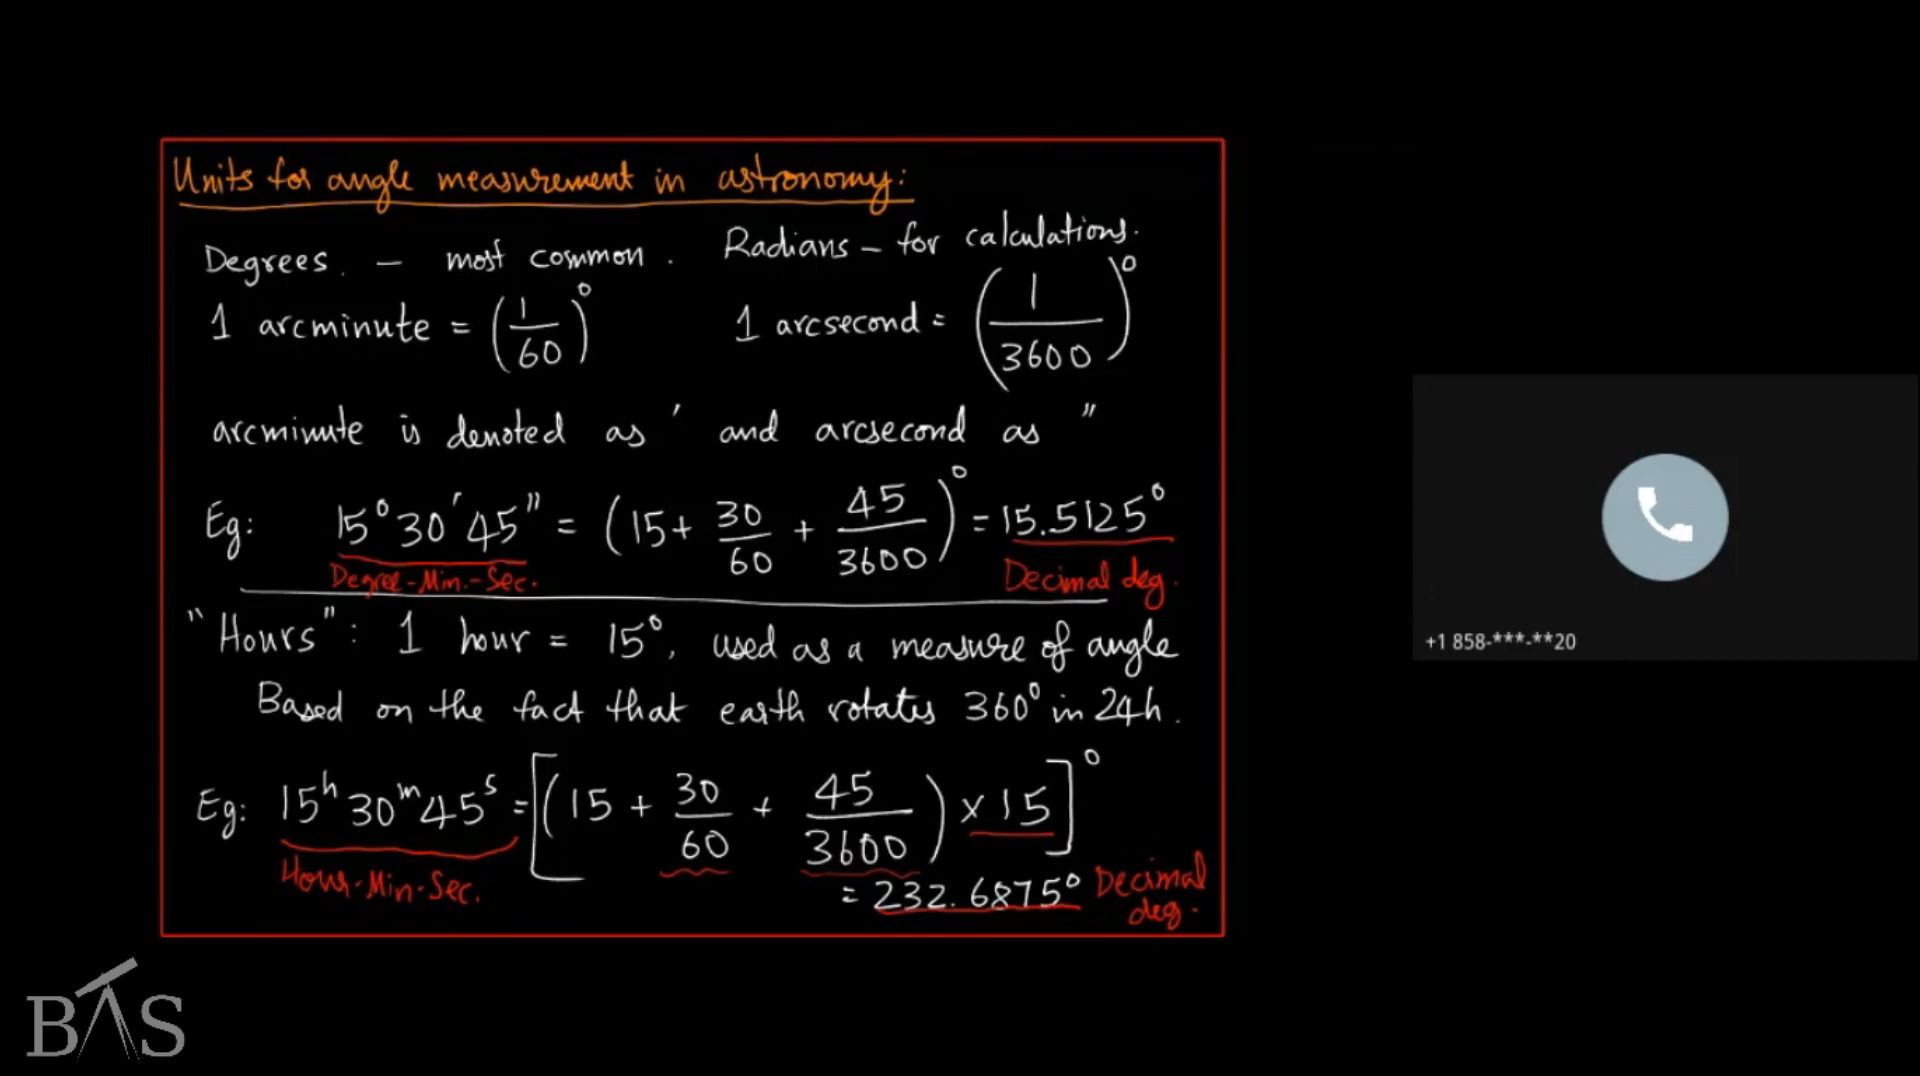 Units for angle measurement in astronomy:
Degrees. – most common. Radians – for calculations.
1 arcminute = (1/60)° 1 arcsecond = (1/3600)°
arcminute is denoted as ′ and arcsecond as ″
Eg: 15°30′45″ = (15 + 30/60 + 45/3600)° = 15.5125°
Degree-Min.-Sec. Decimal deg.
"Hours": 1 hour = 15°, used as a measure of angle
Based on the fact that earth rotates 360° in 24h.
Eg: 15ʰ30ᵐ45ˢ = [(15 + 30/60 + 45/3600) × 15]°
Hour-Min-Sec. = 232.6875° Decimal deg.
+1 858-***-**20
BAS